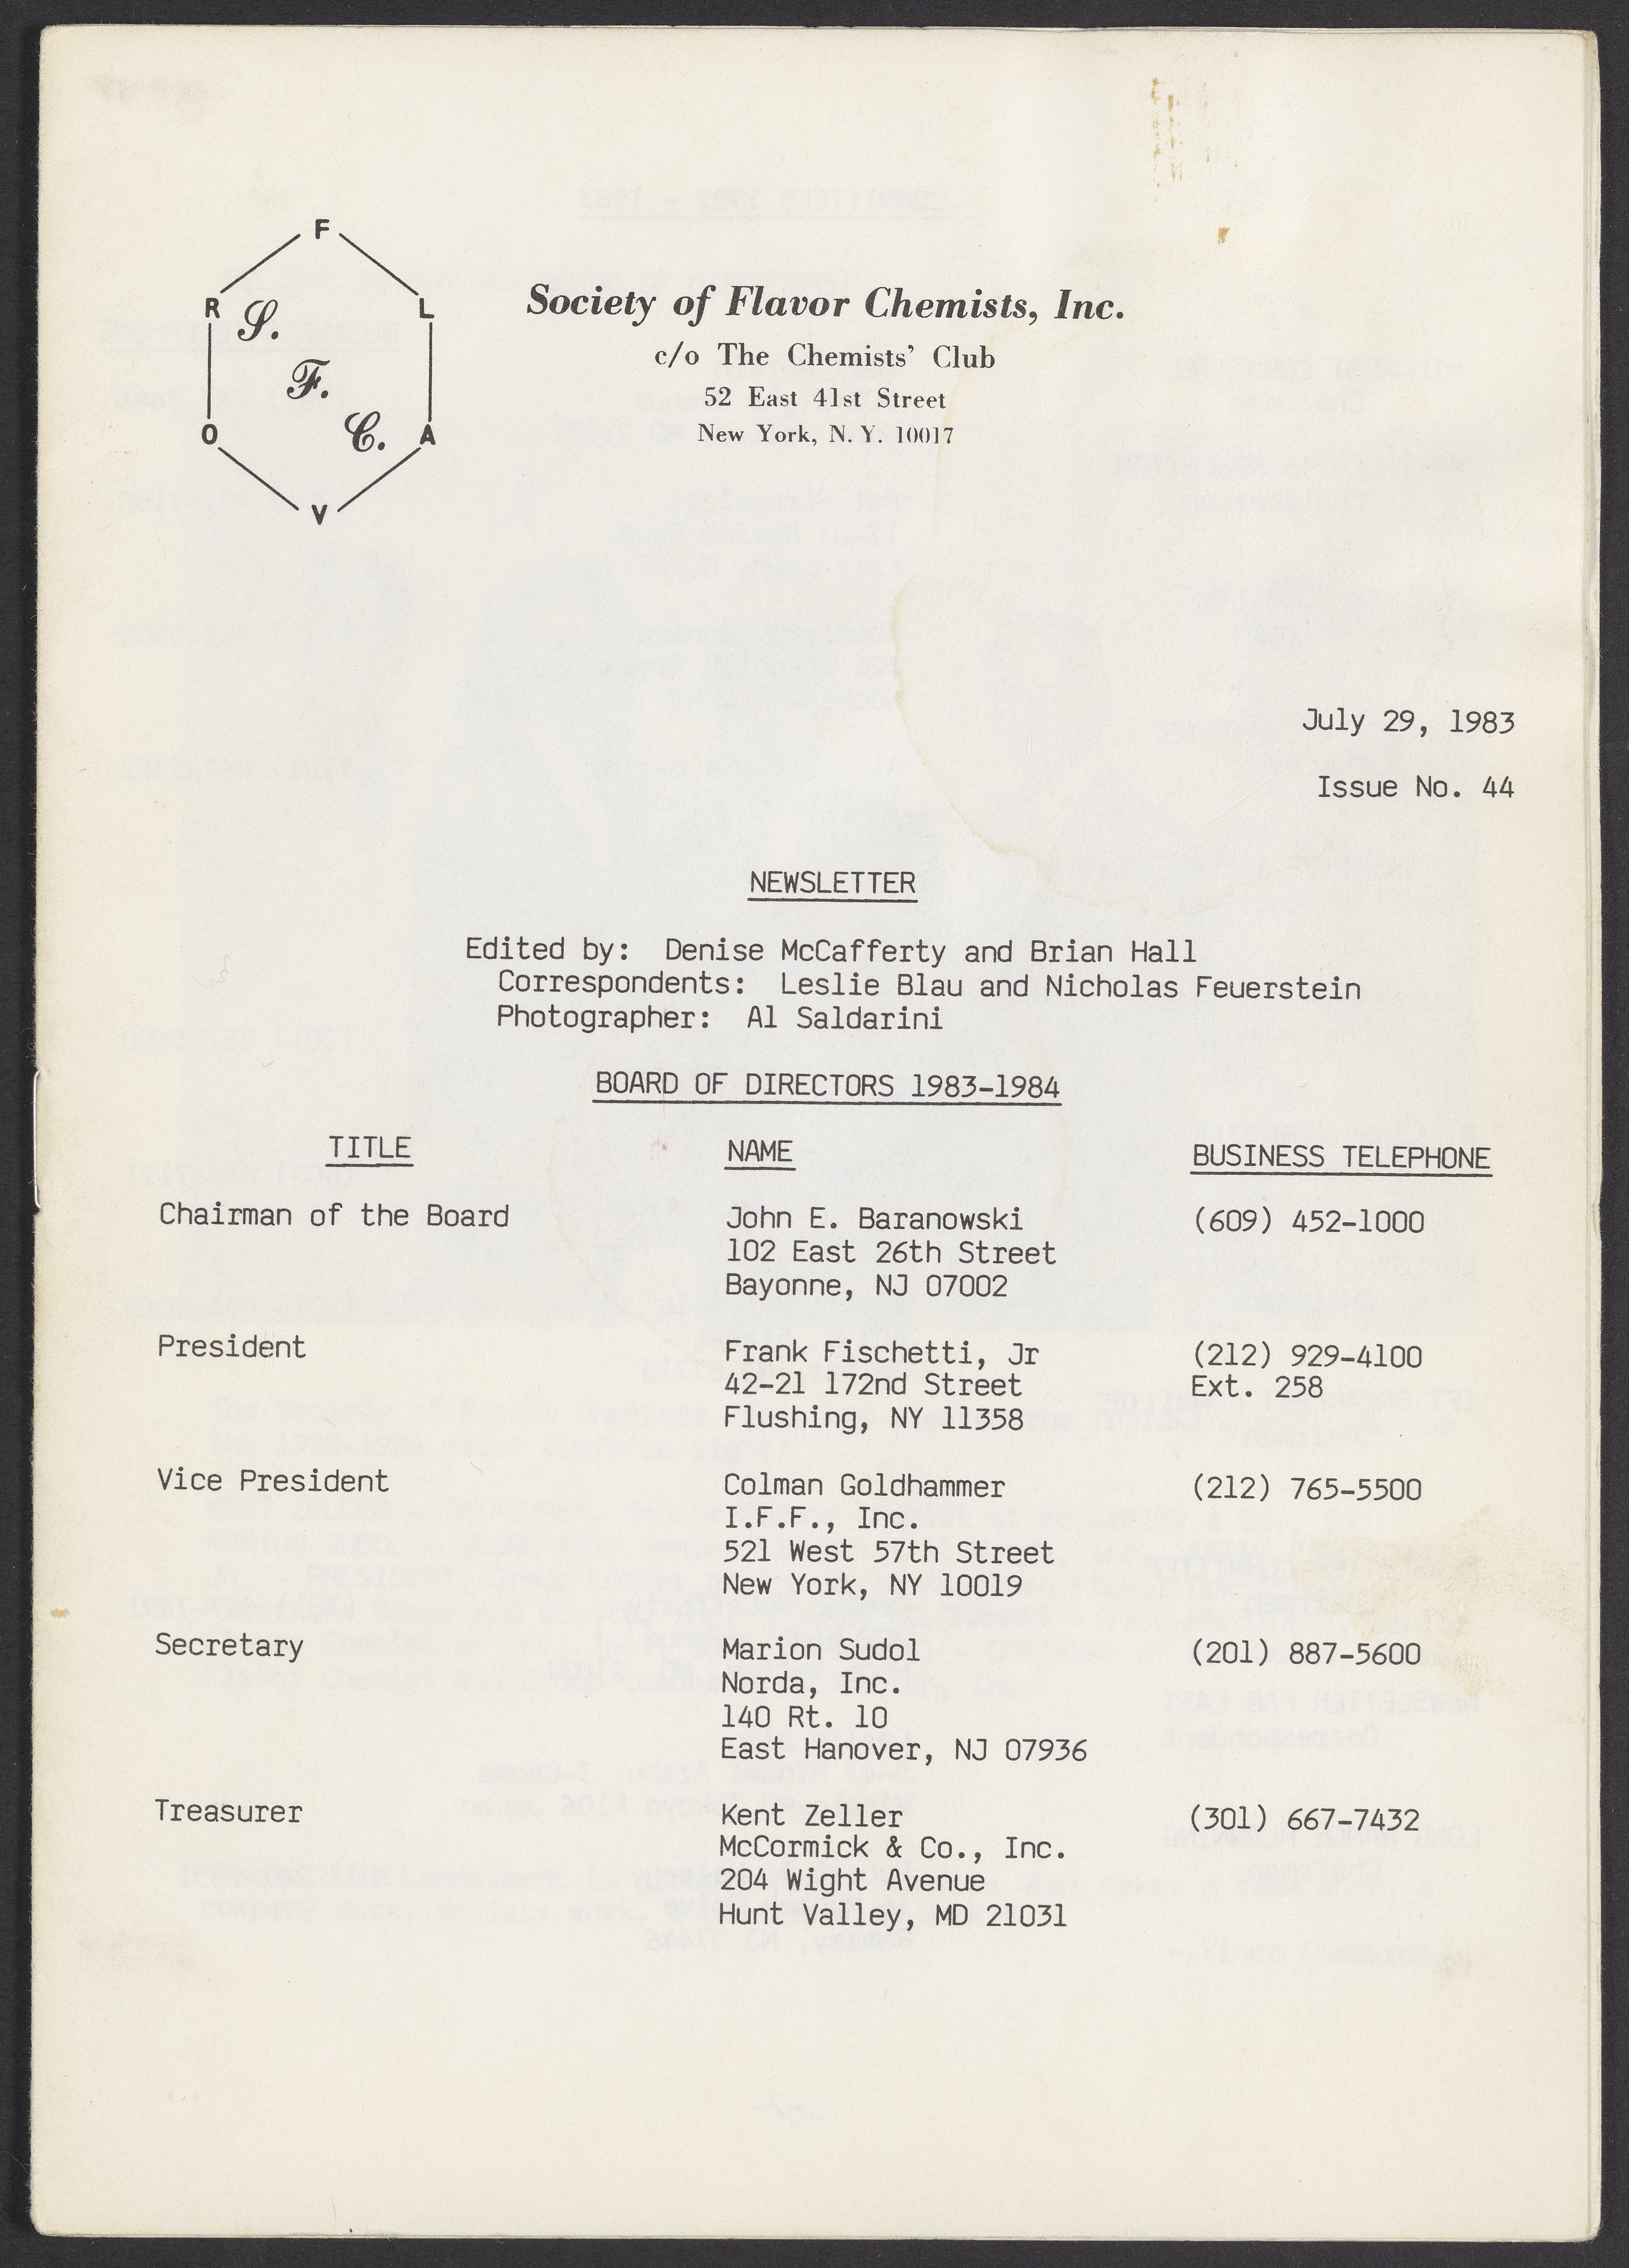 F
R
L
S.
F.
C.
O
A
V
Society of Flavor Chemists, Inc.
c/o The Chemists' Club
52 East 41st Street
New York, N. Y. 10017
July 29, 1983
Issue No. 44
NEWSLETTER
Edited by: Denise McCafferty and Brian Hall
Correspondents: Leslie Blau and Nicholas Feuerstein
Photographer: Al Saldarini
BOARD OF DIRECTORS 1983-1984
TITLE NAME BUSINESS TELEPHONE
Chairman of the Board John E. Baranowski (609) 452-1000
102 East 26th Street
Bayonne, NJ 07002
President Frank Fischetti, Jr (212) 929-4100
42-21 172nd Street Ext. 258
Flushing, NY 11358
Vice President Colman Goldhammer (212) 765-5500
I.F.F., Inc.
521 West 57th Street
New York, NY 10019
Secretary Marion Sudol (201) 887-5600
Norda, Inc.
140 Rt. 10
East Hanover, NJ 07936
Treasurer Kent Zeller (301) 667-7432
McCormick & Co., Inc.
204 Wight Avenue
Hunt Valley, MD 21031